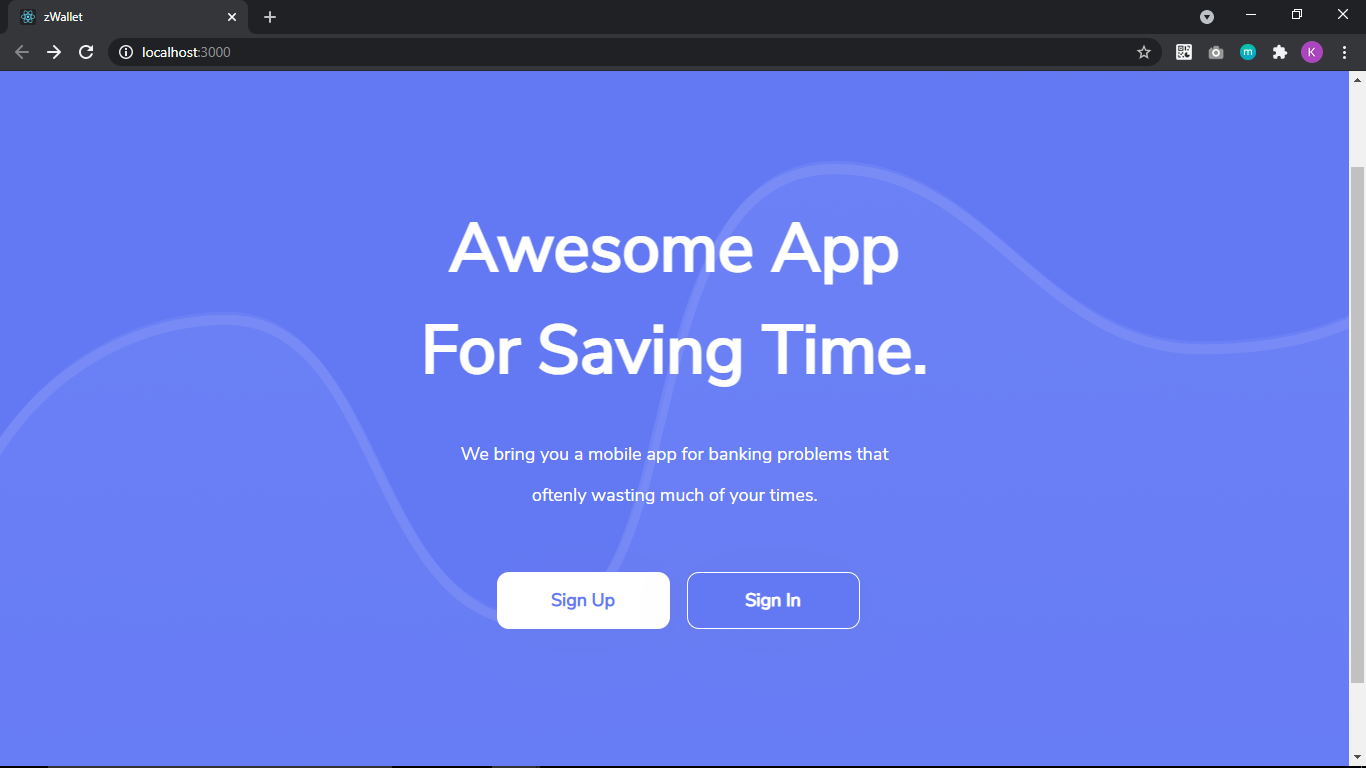 zWallet
localhost:3000
m
K
Awesome App
For Saving Time.
We bring you a mobile app for banking problems that
oftenly wasting much of your times.
Sign Up
Sign In